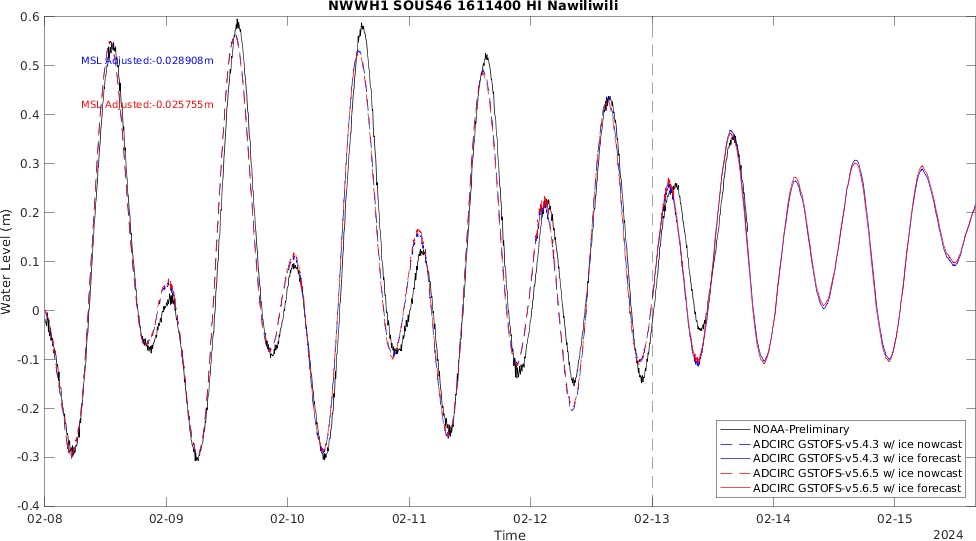 NWWH1 SOUS46 1611400 HI Nawiliwili
0.6
0.5
0.4
0.3
0.2
0.1
0
-0.1
-0.2
-0.3
-0.4
Water Level (m)
MSL Adjusted:-0.028908m
MSL Adjusted:-0.025755m
NOAA-Preliminary
ADCIRC GSTOFS-v5.4.3 w/ ice nowcast
ADCIRC GSTOFS-v5.4.3 w/ ice forecast
ADCIRC GSTOFS-v5.6.5 w/ ice nowcast
ADCIRC GSTOFS-v5.6.5 w/ ice forecast
02-08 02-09 02-10 02-11 02-12 02-13 02-14 02-15
Time
2024